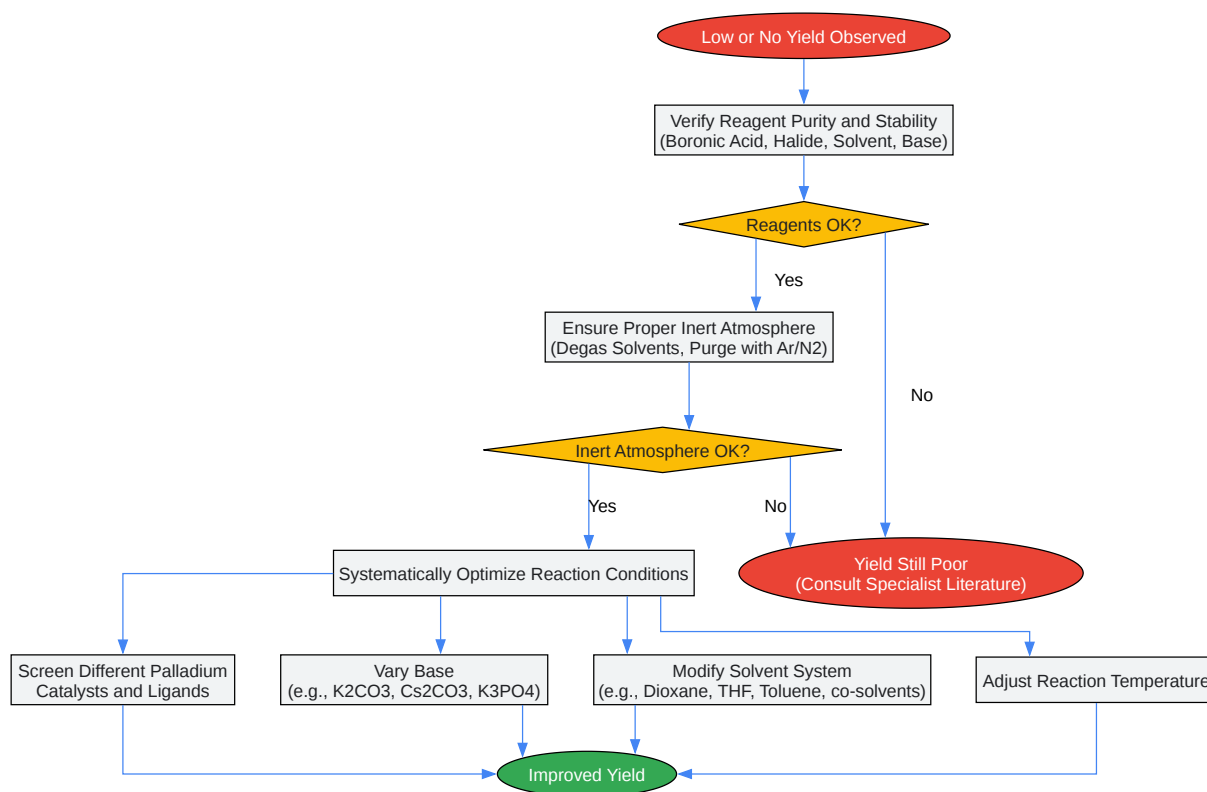 Low or No Yield Observed
Verify Reagent Purity and Stability
(Boronic Acid, Halide, Solvent, Base)
Reagents OK?
Yes
Ensure Proper Inert Atmosphere
(Degas Solvents, Purge with Ar/N2)
No
Inert Atmosphere OK?
Yes
No
Yield Still Poor
(Consult Specialist Literature)
Systematically Optimize Reaction Conditions
Screen Different Palladium
Catalysts and Ligands
Vary Base
(e.g., K2CO3, Cs2CO3, K3PO4)
Modify Solvent System
(e.g., Dioxane, THF, Toluene, co-solvents)
Adjust Reaction Temperature
Improved Yield